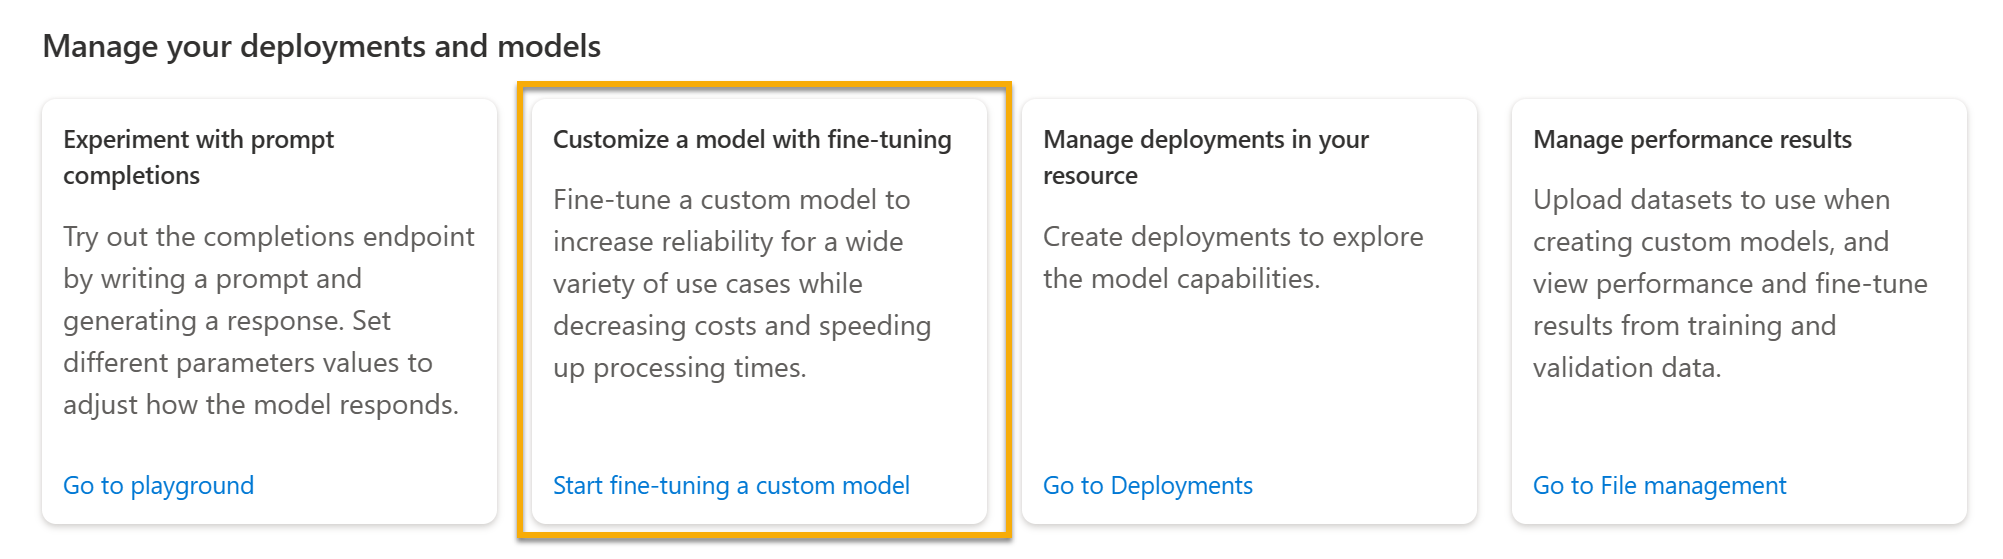 Manage your deployments and models
Experiment with prompt
completions
Try out the completions endpoint
by writing a prompt and
generating a response. Set
different parameters values to
adjust how the model responds.
Go to playground
Customize a model with fine-tuning
Fine-tune a custom model to
increase reliability for a wide
variety of use cases while
decreasing costs and speeding
up processing times.
Start fine-tuning a custom model
Manage deployments in your
resource
Create deployments to explore
the model capabilities.
Go to Deployments
Manage performance results
Upload datasets to use when
creating custom models, and
view performance and fine-tune
results from training and
validation data.
Go to File management